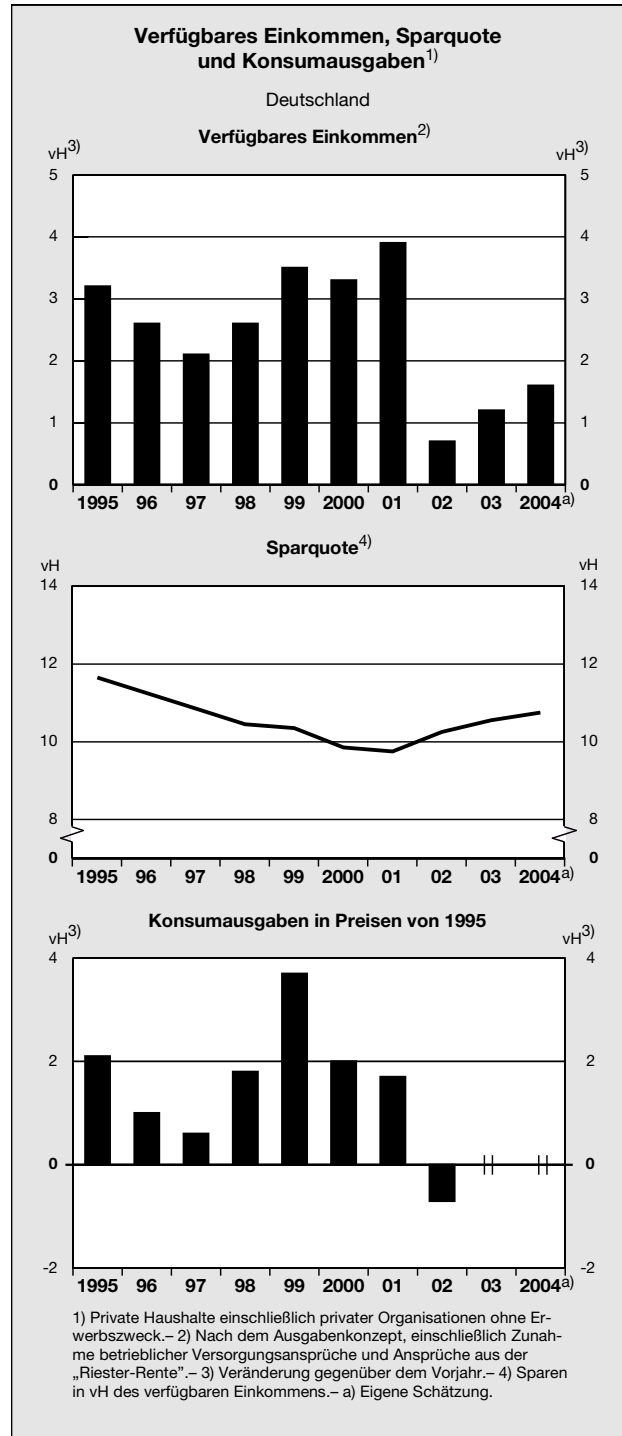 Verfügbares Einkommen, Sparquote
und Konsumausgaben1)
Deutschland
Verfügbares Einkommen2)
vH3) vH3)
5 5
4 4
3 3
2 2
1 1
0 0
1995 96 97 98 99 2000 01 02 03 2004a)
Sparquote4)
vH vH
14 14
12 12
10 10
8 8
0 0
1995 96 97 98 99 2000 01 02 03 2004a)
Konsumausgaben in Preisen von 1995
vH3) vH3)
4 4
2 2
0 0
-2 -2
1995 96 97 98 99 2000 01 02 03 2004a)
1) Private Haushalte einschließlich privater Organisationen ohne Er-
werbszweck.– 2) Nach dem Ausgabenkonzept, einschließlich Zunah-
me betrieblicher Versorgungsansprüche und Ansprüche aus der
„Riester-Rente”.– 3) Veränderung gegenüber dem Vorjahr.– 4) Sparen
in vH des verfügbaren Einkommens.– a) Eigene Schätzung.